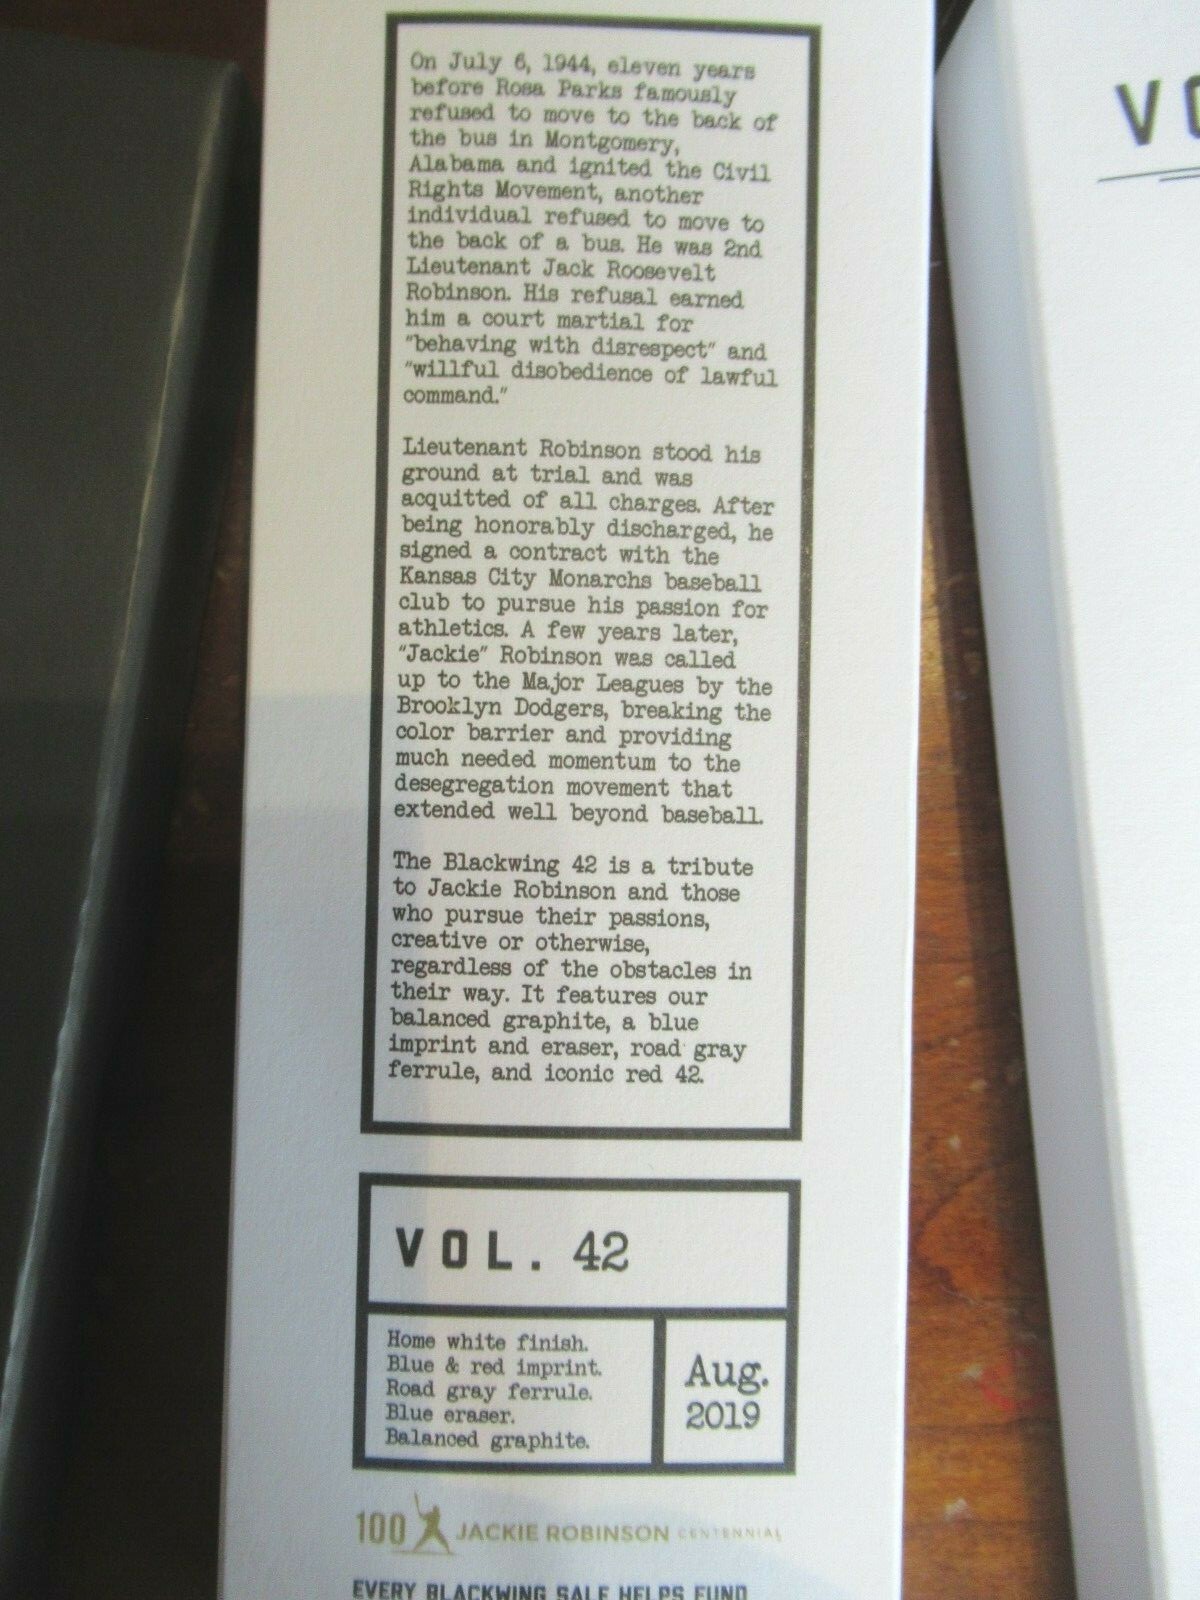 On July 6, 1944, eleven years
before Rosa Parks famously
refused to move to the back of
the bus in Montgomery,
Alabama and ignited the Civil
Rights Movement, another
individual refused to move to
the back of a bus. He was 2nd
Lieutenant Jack Roosevelt
Robinson. His refusal earned
him a court martial for
"behaving with disrespect" and
"willful disobedience of lawful
command."
Lieutenant Robinson stood his
ground at trial and was
acquitted of all charges. After
being honorably discharged, he
signed a contract with the
Kansas City Monarchs baseball
club to pursue his passion for
athletics. A few years later,
"Jackie" Robinson was called
up to the Major Leagues by the
Brooklyn Dodgers, breaking the
color barrier and providing
much needed momentum to the
desegregation movement that
extended well beyond baseball.
The Blackwing 42 is a tribute
to Jackie Robinson and those
who pursue their passions,
creative or otherwise,
regardless of the obstacles in
their way. It features our
balanced graphite, a blue
imprint and eraser, road gray
ferrule, and iconic red 42.
VOL. 42
Home white finish.
Blue & red imprint.
Road gray ferrule.
Blue eraser.
Balanced graphite.
Aug.
2019
100 JACKIE ROBINSON CENTENNIAL
EVERY BLACKWING SALE HELPS FUND